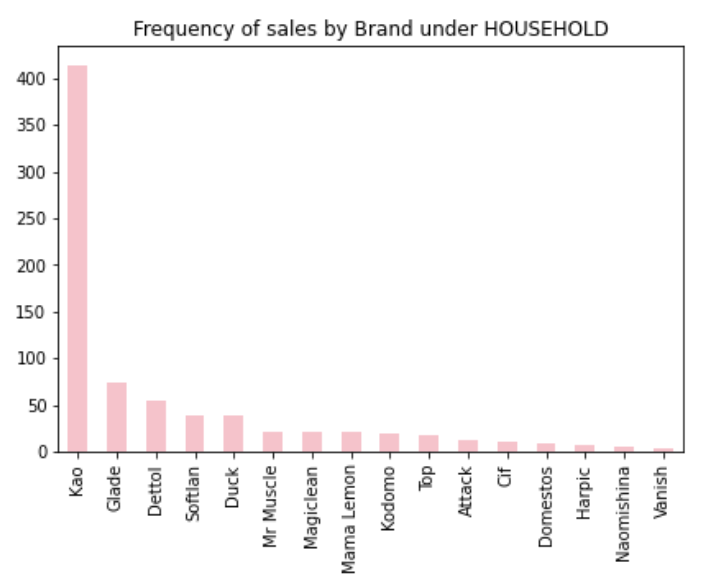 Frequency of sales by Brand under HOUSEHOLD
400
350
300
250
200
150
100
50
0
Kao
Glade
Dettol
Softlan
Duck
Mr Muscle
Magiclean
Mama Lemon
Kodomo
Top
Attack
Cif
Domestos
Harpic
Naomishina
Vanish